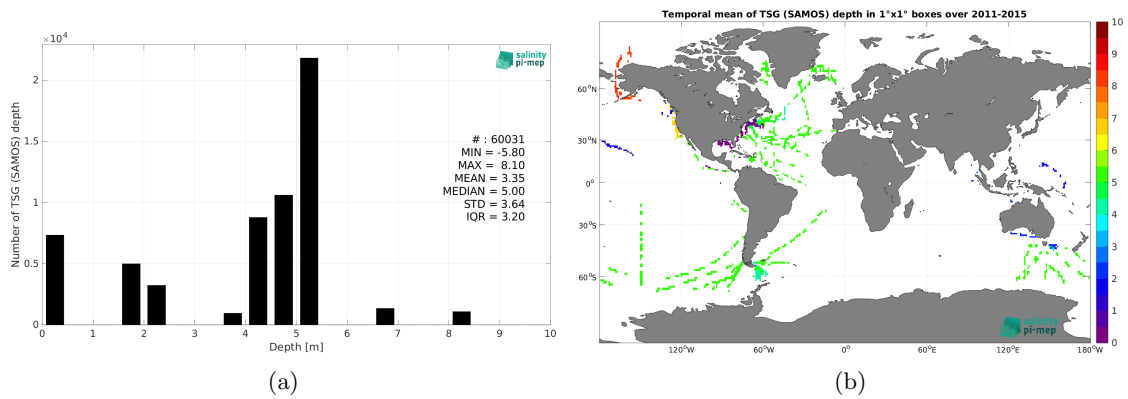 ×10⁴
Number of TSG (SAMOS) depth
2
1.5
1
0.5
0
salinity
pi-mep
# : 60031
MIN = -5.80
MAX = 8.10
MEAN = 3.35
MEDIAN = 5.00
STD = 3.64
IQR = 3.20
0 1 2 3 4 5 6 7 8 9 10
Depth [m]
(a)
Temporal mean of TSG (SAMOS) depth in 1°x1° boxes over 2011-2015
60°N
30°N
0°
30°S
60°S
120°W 60°W 0° 60°E 120°E 180°W
salinity
pi-mep
10
9
8
7
6
5
4
3
2
1
0
(b)